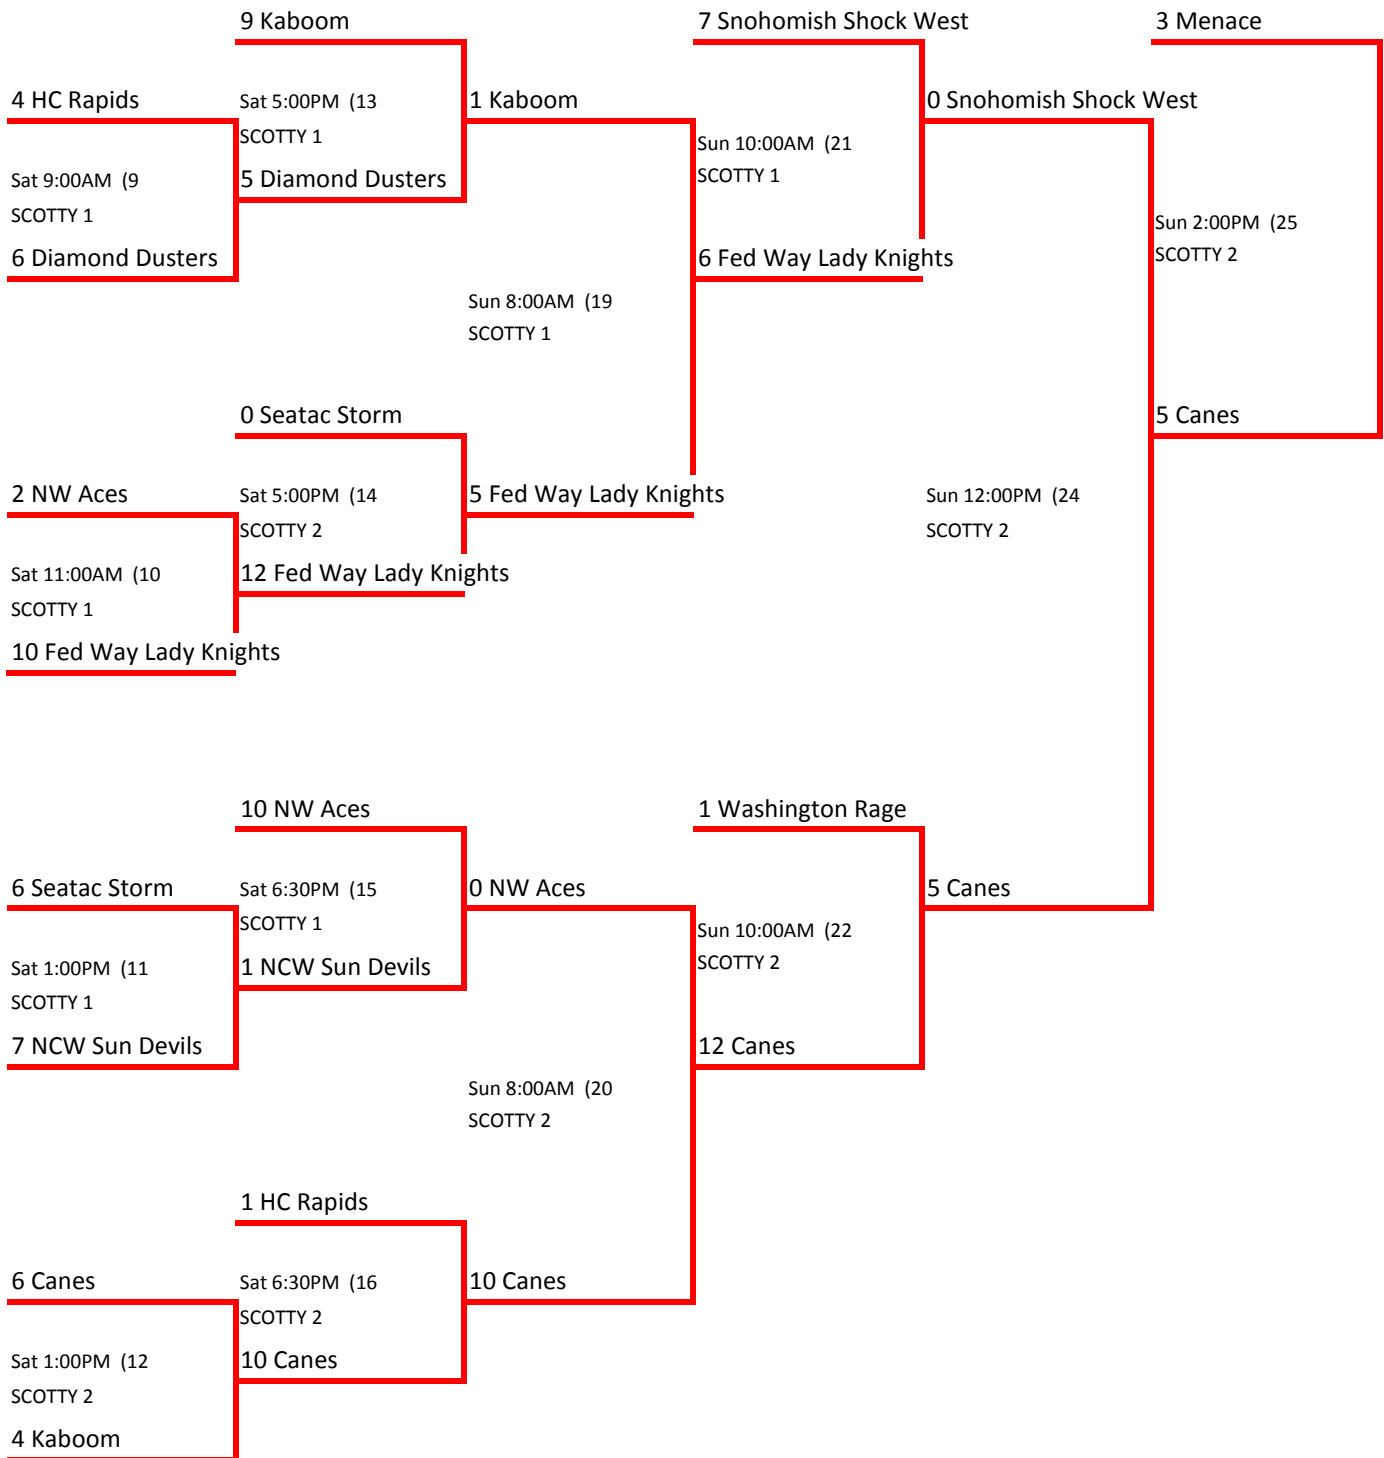 9 Kaboom
7 Snohomish Shock West
3 Menace
4 HC Rapids
Sat 5:00PM (13
SCOTTY 1
1 Kaboom
0 Snohomish Shock West
Sun 10:00AM (21
SCOTTY 1
Sat 9:00AM (9
SCOTTY 1
5 Diamond Dusters
Sun 2:00PM (25
SCOTTY 2
6 Diamond Dusters
6 Fed Way Lady Knights
Sun 8:00AM (19
SCOTTY 1
0 Seatac Storm
5 Canes
2 NW Aces
Sat 5:00PM (14
SCOTTY 2
5 Fed Way Lady Knights
Sun 12:00PM (24
SCOTTY 2
Sat 11:00AM (10
SCOTTY 1
12 Fed Way Lady Knights
10 Fed Way Lady Knights
10 NW Aces
1 Washington Rage
6 Seatac Storm
Sat 6:30PM (15
SCOTTY 1
0 NW Aces
5 Canes
Sun 10:00AM (22
SCOTTY 2
Sat 1:00PM (11
SCOTTY 1
1 NCW Sun Devils
7 NCW Sun Devils
12 Canes
Sun 8:00AM (20
SCOTTY 2
1 HC Rapids
6 Canes
Sat 6:30PM (16
SCOTTY 2
10 Canes
Sat 1:00PM (12
SCOTTY 2
10 Canes
4 Kaboom